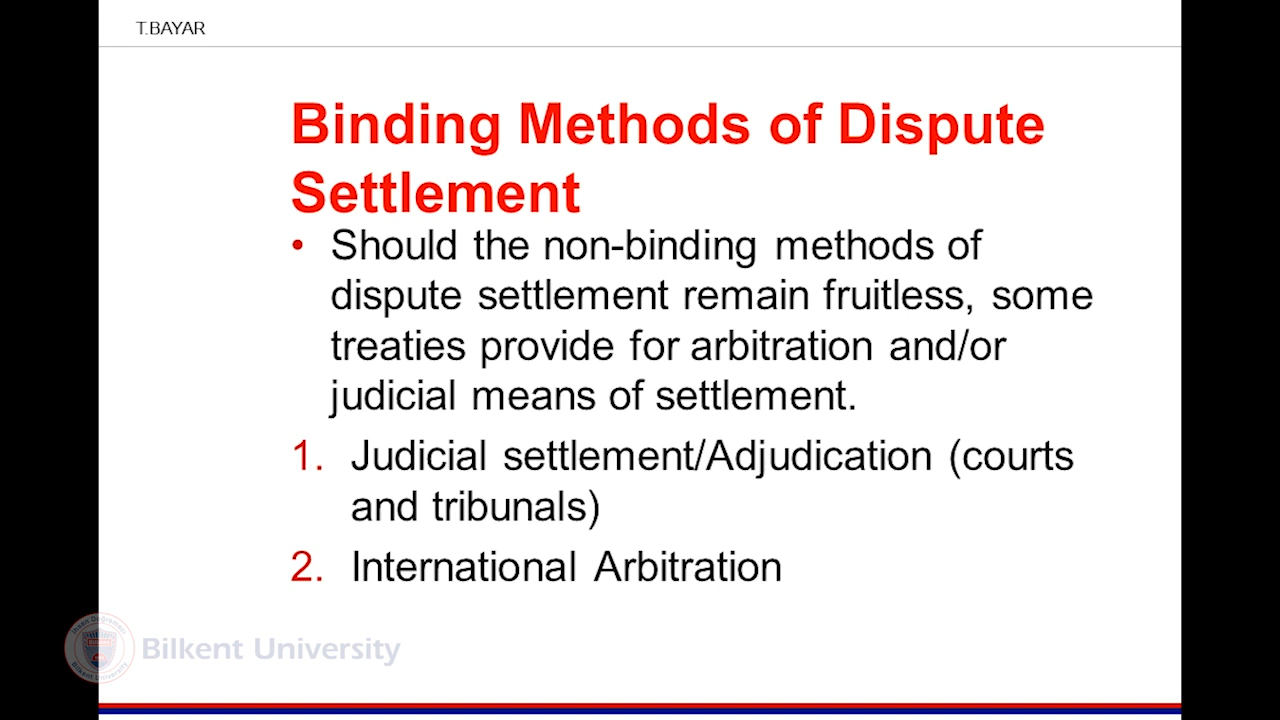 T.BAYAR
Binding Methods of Dispute
Settlement
• Should the non-binding methods of
dispute settlement remain fruitless, some
treaties provide for arbitration and/or
judicial means of settlement.
1. Judicial settlement/Adjudication (courts
and tribunals)
2. International Arbitration
Bilkent University